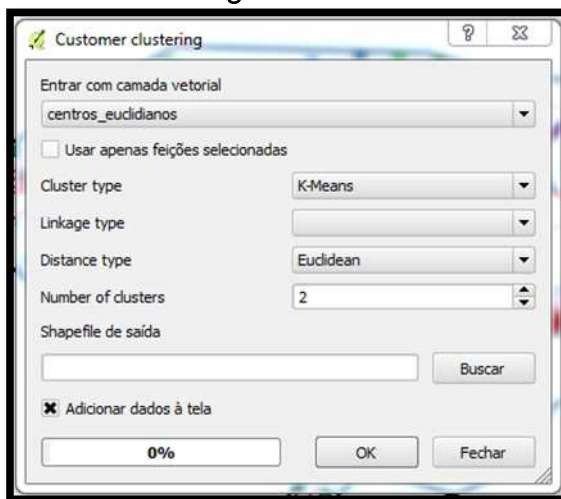 Customer clustering
Entrar com camada vetorial
centros_euclidianos
Usar apenas feições selecionadas
Cluster type K-Means
Linkage type
Distance type Euclidean
Number of clusters 2
Shapefile de saída
Buscar
Adicionar dados à tela
0% OK Fechar